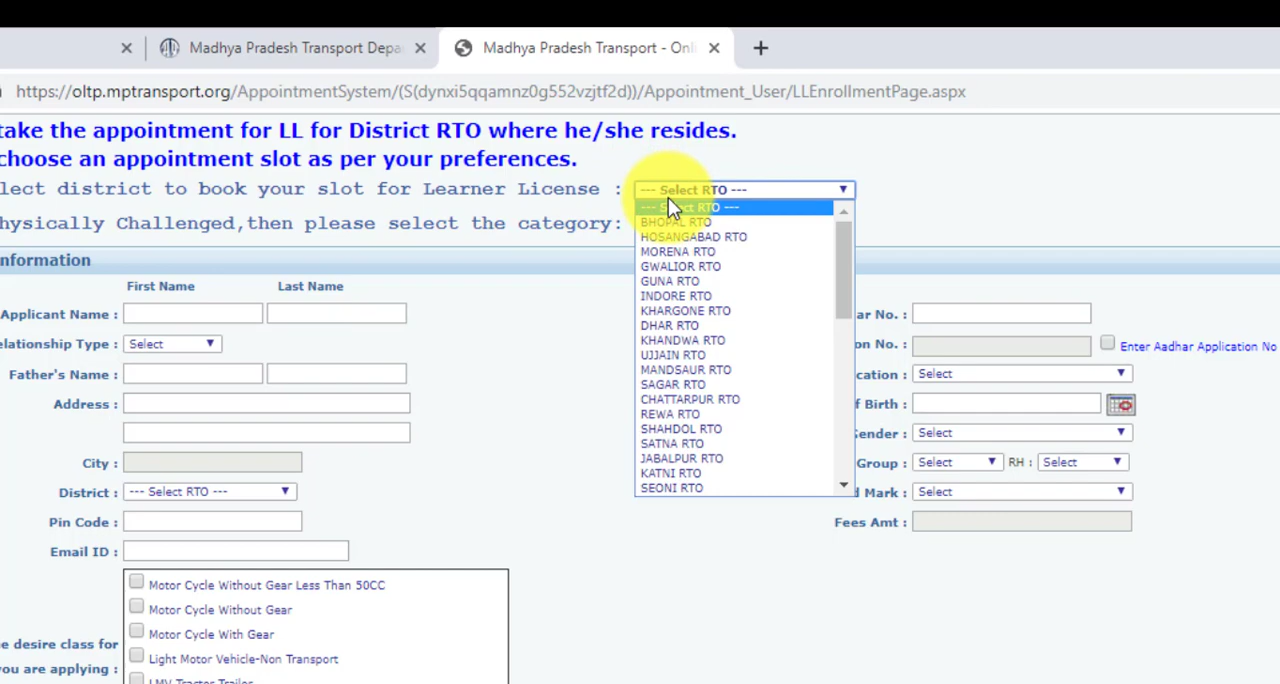 Madhya Pradesh Transport Depa
Madhya Pradesh Transport - Onli
https://oltp.mptransport.org/AppointmentSystem/(S(dynxi5qqamnz0g552vzjtf2d))/Appointment_User/LLEnrollmentPage.aspx
take the appointment for LL for District RTO where he/she resides.
choose an appointment slot as per your preferences.
lect district to book your slot for Learner License :
--- Select RTO ---
--- Select RTO ---
hysically Challenged,then please select the category:
BHOPAL RTO
HOSANGABAD RTO
MORENA RTO
GWALIOR RTO
GUNA RTO
INDORE RTO
KHARGONE RTO
DHAR RTO
KHANDWA RTO
UJJAIN RTO
MANDSAUR RTO
SAGAR RTO
CHATTARPUR RTO
REWA RTO
SHAHDOL RTO
SATNA RTO
JABALPUR RTO
KATNI RTO
SEONI RTO
nformation
First Name Last Name
Applicant Name :
elationship Type : Select
Father's Name :
Address :
City :
District : --- Select RTO ---
Pin Code :
Email ID :
ar No. :
on No. : Enter Aadhar Application No
cation : Select
f Birth :
Gender : Select
Group : Select RH : Select
d Mark : Select
Fees Amt :
Motor Cycle Without Gear Less Than 50CC
Motor Cycle Without Gear
Motor Cycle With Gear
Light Motor Vehicle-Non Transport
LMV Tractor Trailer
e desire class for
you are applying :